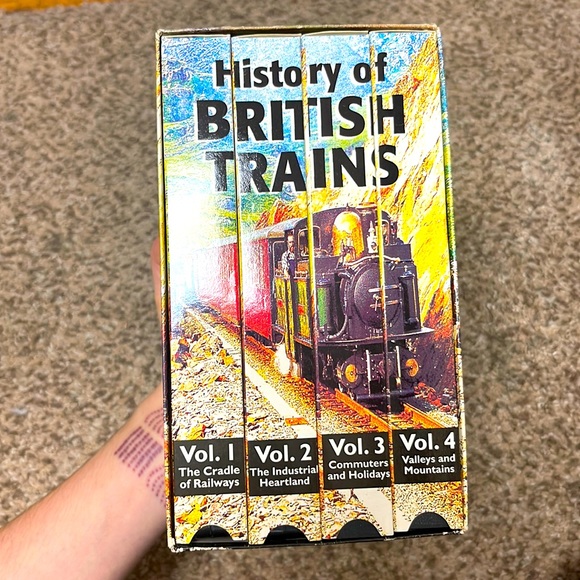 History of
BRITISH
TRAINS
Vol. 1
The Cradle
of Railways
Vol. 2
The Industrial
Heartland
Vol. 3
Commuters
and Holidays
Vol. 4
Valleys and
Mountains